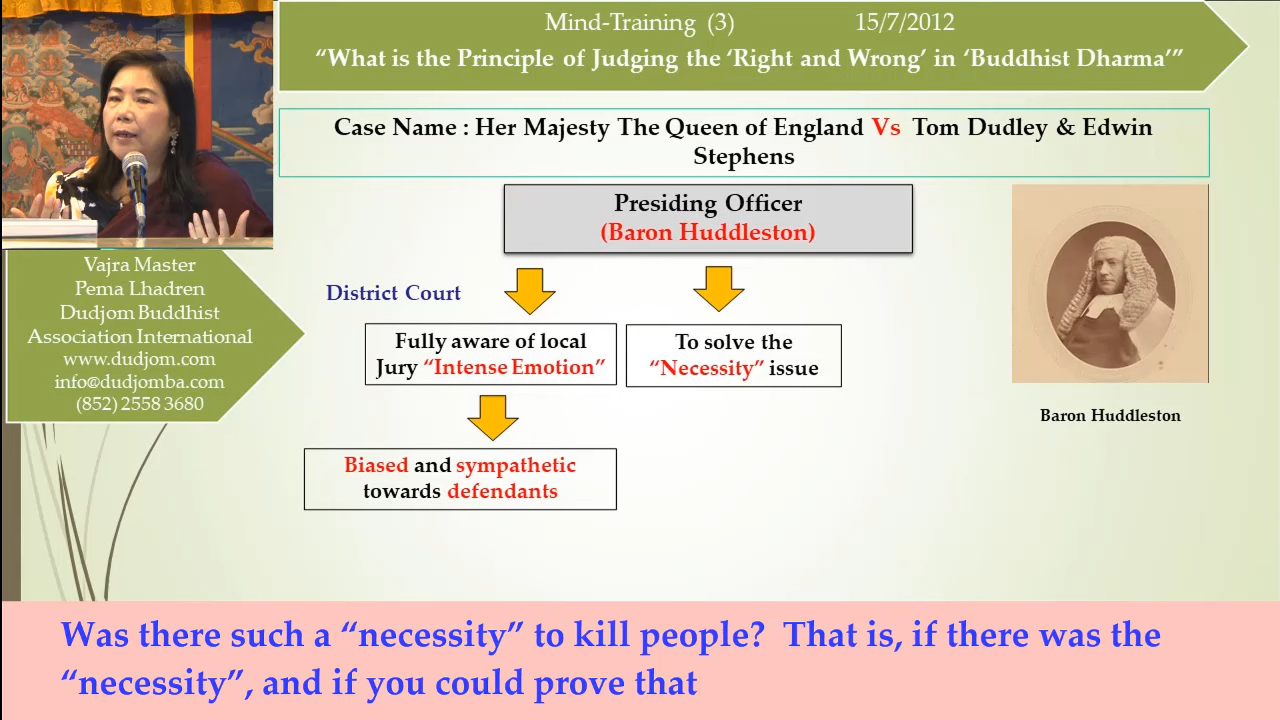 Mind-Training (3) 15/7/2012
“What is the Principle of Judging the ‘Right and Wrong’ in ‘Buddhist Dharma’”
Case Name : Her Majesty The Queen of England Vs Tom Dudley & Edwin
Stephens
Presiding Officer
(Baron Huddleston)
Vajra Master
Pema Lhadren
Dudjom Buddhist
Association International
www.dudjom.com
info@dudjomba.com
(852) 2558 3680
District Court
Fully aware of local
Jury “Intense Emotion”
To solve the
“Necessity” issue
Biased and sympathetic
towards defendants
Baron Huddleston
Was there such a “necessity” to kill people? That is, if there was the
“necessity”, and if you could prove that